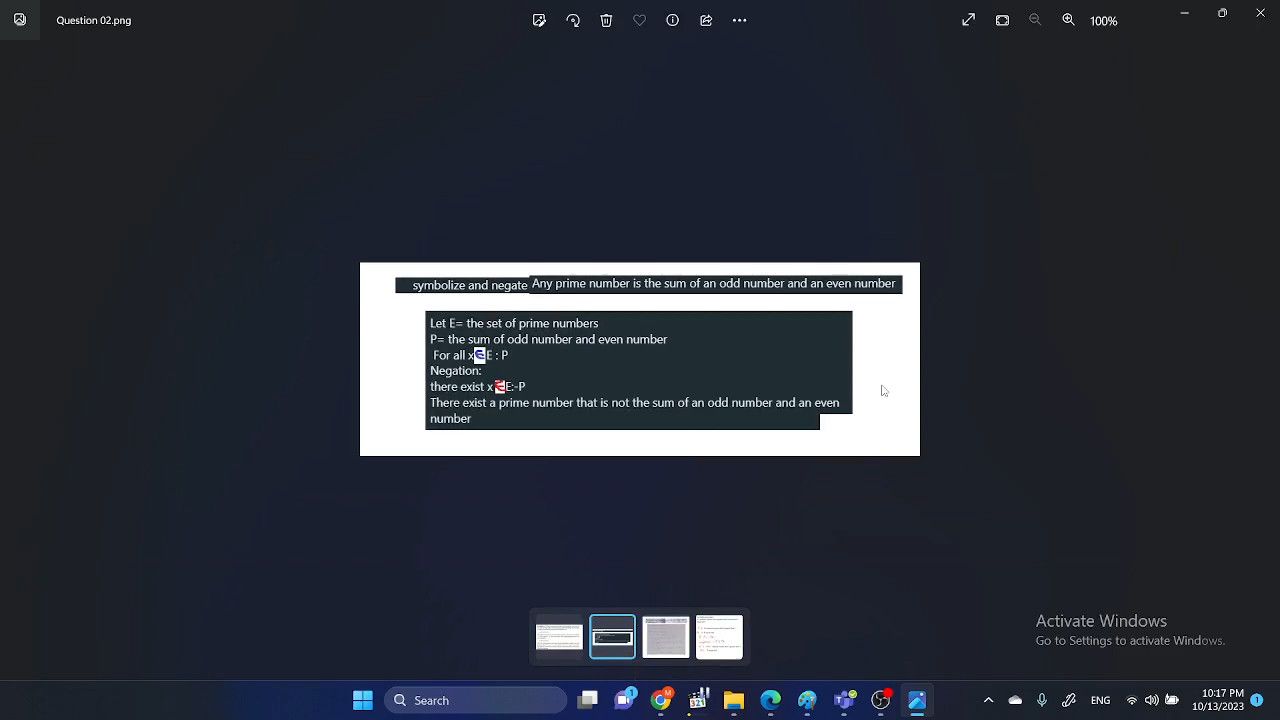 Question 02.png
100%
symbolize and negate Any prime number is the sum of an odd number and an even number
Let E= the set of prime numbers
P= the sum of odd number and even number
For all x∈E : P
Negation:
there exist x∈E:-P
There exist a prime number that is not the sum of an odd number and an even
number
Activate Windows
Go to Settings to activate Windows.
Search
ENG
10:17 PM
10/13/2023